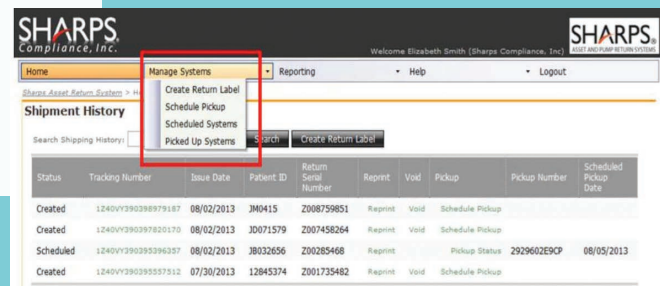 SHARPS
Compliance, Inc.
Welcome Elizabeth Smith (Sharps Compliance, Inc)
SHARPS®
ASSET AND PUMP RETURN SYSTEMS
Home Manage Systems Reporting Help Logout
Create Return Label
Schedule Pickup
Scheduled Systems
Picked Up Systems
Sharps Asset Return System >
Shipment History
Search Shipping History: Search Create Return Label
Status Tracking Number Issue Date Patient ID Return Serial Number Reprint Void Pickup Pickup Number Scheduled Pickup Date
Created 1Z40VY390398979187 08/02/2013 JM0415 Z008759851 Reprint Void Schedule Pickup
Created 1Z40VY390397820170 08/02/2013 JD071579 Z007458264 Reprint Void Schedule Pickup
Scheduled 1Z40VY390395396357 08/02/2013 JB032656 Z00285468 Reprint Void Pickup Status 2929602E9CP 08/05/2013
Created 1Z40VY390395557512 07/30/2013 12845374 Z001735482 Reprint Void Schedule Pickup